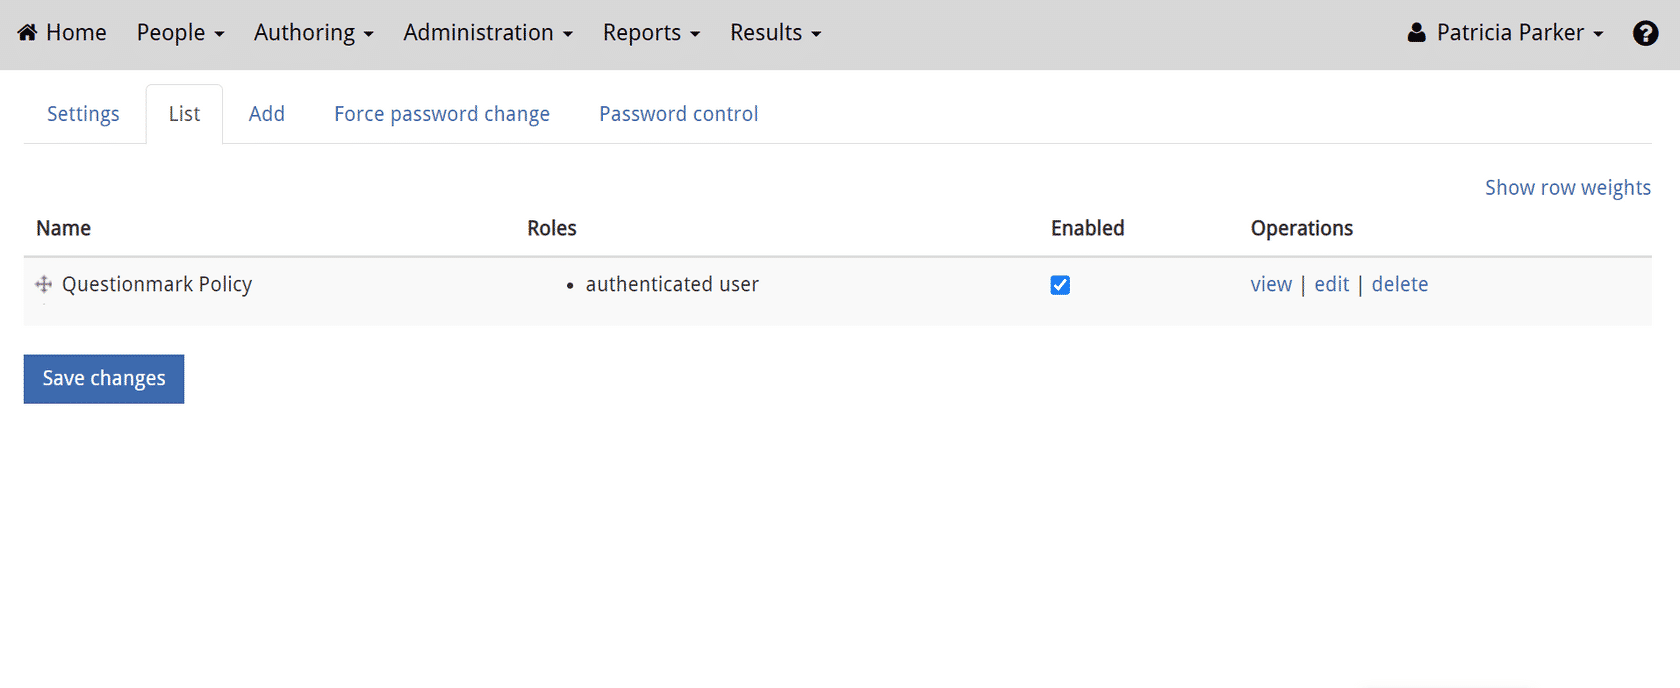 Home People Authoring Administration Reports Results Patricia Parker ?
Settings List Add Force password change Password control
Show row weights
Name Roles Enabled Operations
Questionmark Policy • authenticated user view | edit | delete
Save changes